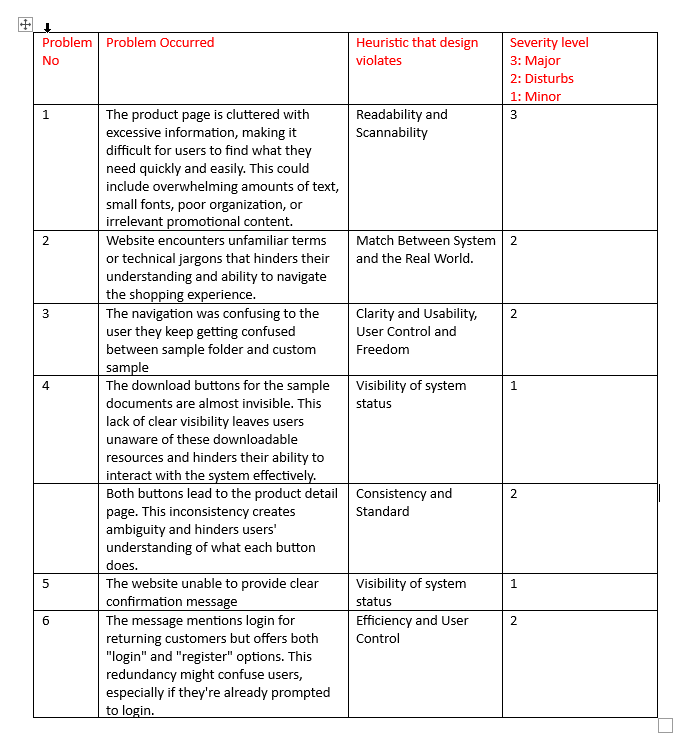 Problem No
Problem Occurred
Heuristic that design
violates
Severity level
3: Major
2: Disturbs
1: Minor
1
The product page is cluttered with
excessive information, making it
difficult for users to find what they
need quickly and easily. This could
include overwhelming amounts of text,
small fonts, poor organization, or
irrelevant promotional content.
Readability and
Scannability
3
2
Website encounters unfamiliar terms
or technical jargons that hinders their
understanding and ability to navigate
the shopping experience.
Match Between System
and the Real World.
2
3
The navigation was confusing to the
user they keep getting confused
between sample folder and custom
sample
Clarity and Usability,
User Control and
Freedom
2
4
The download buttons for the sample
documents are almost invisible. This
lack of clear visibility leaves users
unaware of these downloadable
resources and hinders their ability to
interact with the system effectively.
Visibility of system
status
1
Both buttons lead to the product detail
page. This inconsistency creates
ambiguity and hinders users'
understanding of what each button
does.
Consistency and
Standard
2
5
The website unable to provide clear
confirmation message
Visibility of system
status
1
6
The message mentions login for
returning customers but offers both
"login" and "register" options. This
redundancy might confuse users,
especially if they're already prompted
to login.
Efficiency and User
Control
2